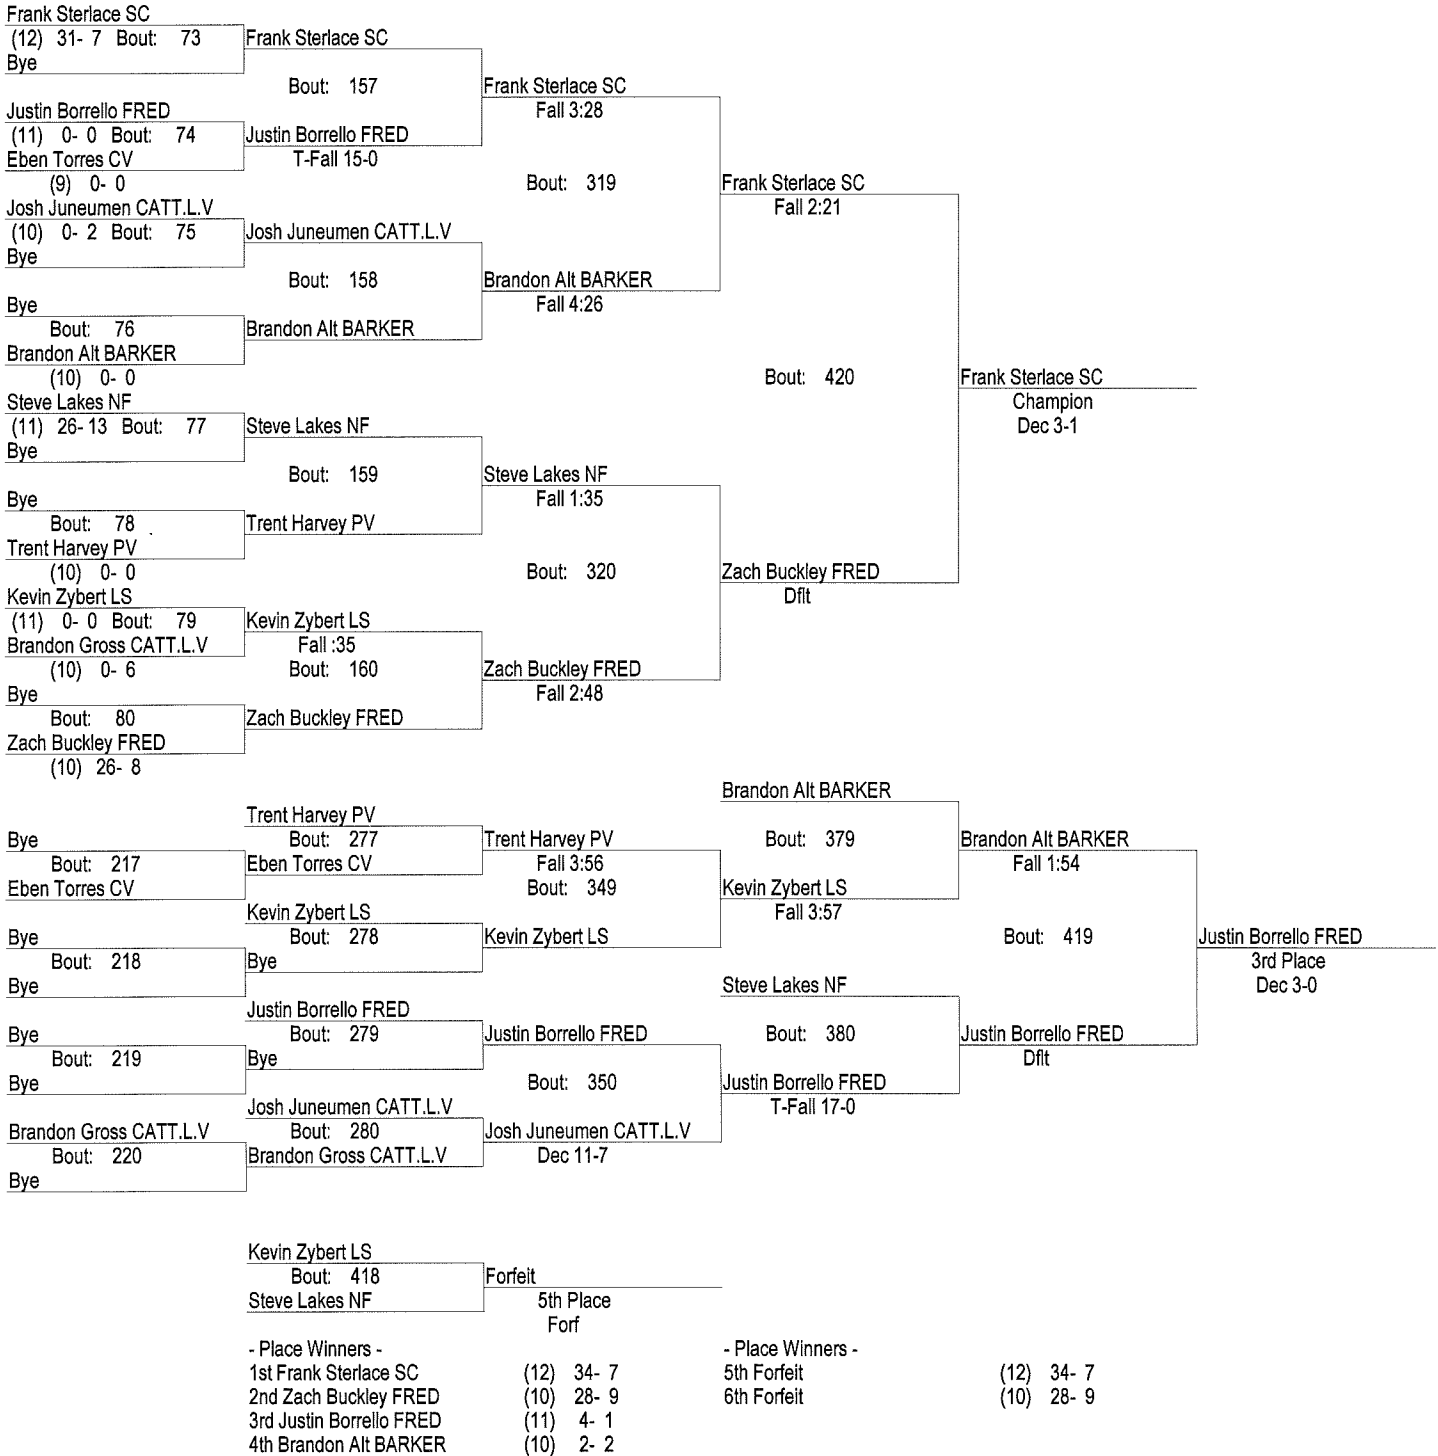 Frank Sterlace SC
(12) 31- 7 Bout: 73
Bye
Frank Sterlace SC
Bout: 157
Justin Borrello FRED
(11) 0- 0 Bout: 74
Eben Torres CV
(9) 0- 0
Justin Borrello FRED
T-Fall 15-0
Frank Sterlace SC
Fall 3:28
Bout: 319
Josh Juneumen CATT.L.V
(10) 0- 2 Bout: 75
Bye
Josh Juneumen CATT.L.V
Bout: 158
Bye
Bout: 76
Brandon Alt BARKER
(10) 0- 0
Brandon Alt BARKER
Brandon Alt BARKER
Fall 4:26
Frank Sterlace SC
Fall 2:21
Bout: 420
Steve Lakes NF
(11) 26- 13 Bout: 77
Bye
Steve Lakes NF
Bout: 159
Bye
Bout: 78
Trent Harvey PV
(10) 0- 0
Trent Harvey PV
Steve Lakes NF
Fall 1:35
Bout: 320
Kevin Zybert LS
(11) 0- 0 Bout: 79
Brandon Gross CATT.L.V
(10) 0- 6
Kevin Zybert LS
Fall :35
Bout: 160
Bye
Bout: 80
Zach Buckley FRED
(10) 26- 8
Zach Buckley FRED
Zach Buckley FRED
Fall 2:48
Zach Buckley FRED
Dflt
Frank Sterlace SC
Champion
Dec 3-1
Bye
Bout: 217
Eben Torres CV
Trent Harvey PV
Bout: 277
Eben Torres CV
Trent Harvey PV
Fall 3:56
Bout: 349
Bye
Bout: 218
Bye
Kevin Zybert LS
Bout: 278
Bye
Kevin Zybert LS
Brandon Alt BARKER
Bout: 379
Kevin Zybert LS
Fall 3:57
Brandon Alt BARKER
Fall 1:54
Bout: 419
Bye
Bout: 219
Bye
Justin Borrello FRED
Bout: 279
Bye
Justin Borrello FRED
Bout: 350
Brandon Gross CATT.L.V
Bout: 220
Bye
Josh Juneumen CATT.L.V
Bout: 280
Brandon Gross CATT.L.V
Josh Juneumen CATT.L.V
Dec 11-7
Steve Lakes NF
Bout: 380
Justin Borrello FRED
T-Fall 17-0
Justin Borrello FRED
Dflt
Justin Borrello FRED
3rd Place
Dec 3-0
Kevin Zybert LS
Bout: 418
Steve Lakes NF
Forfeit
5th Place
Forf
- Place Winners -
1st Frank Sterlace SC (12) 34- 7
2nd Zach Buckley FRED (10) 28- 9
3rd Justin Borrello FRED (11) 4- 1
4th Brandon Alt BARKER (10) 2- 2
- Place Winners -
5th Forfeit (12) 34- 7
6th Forfeit (10) 28- 9